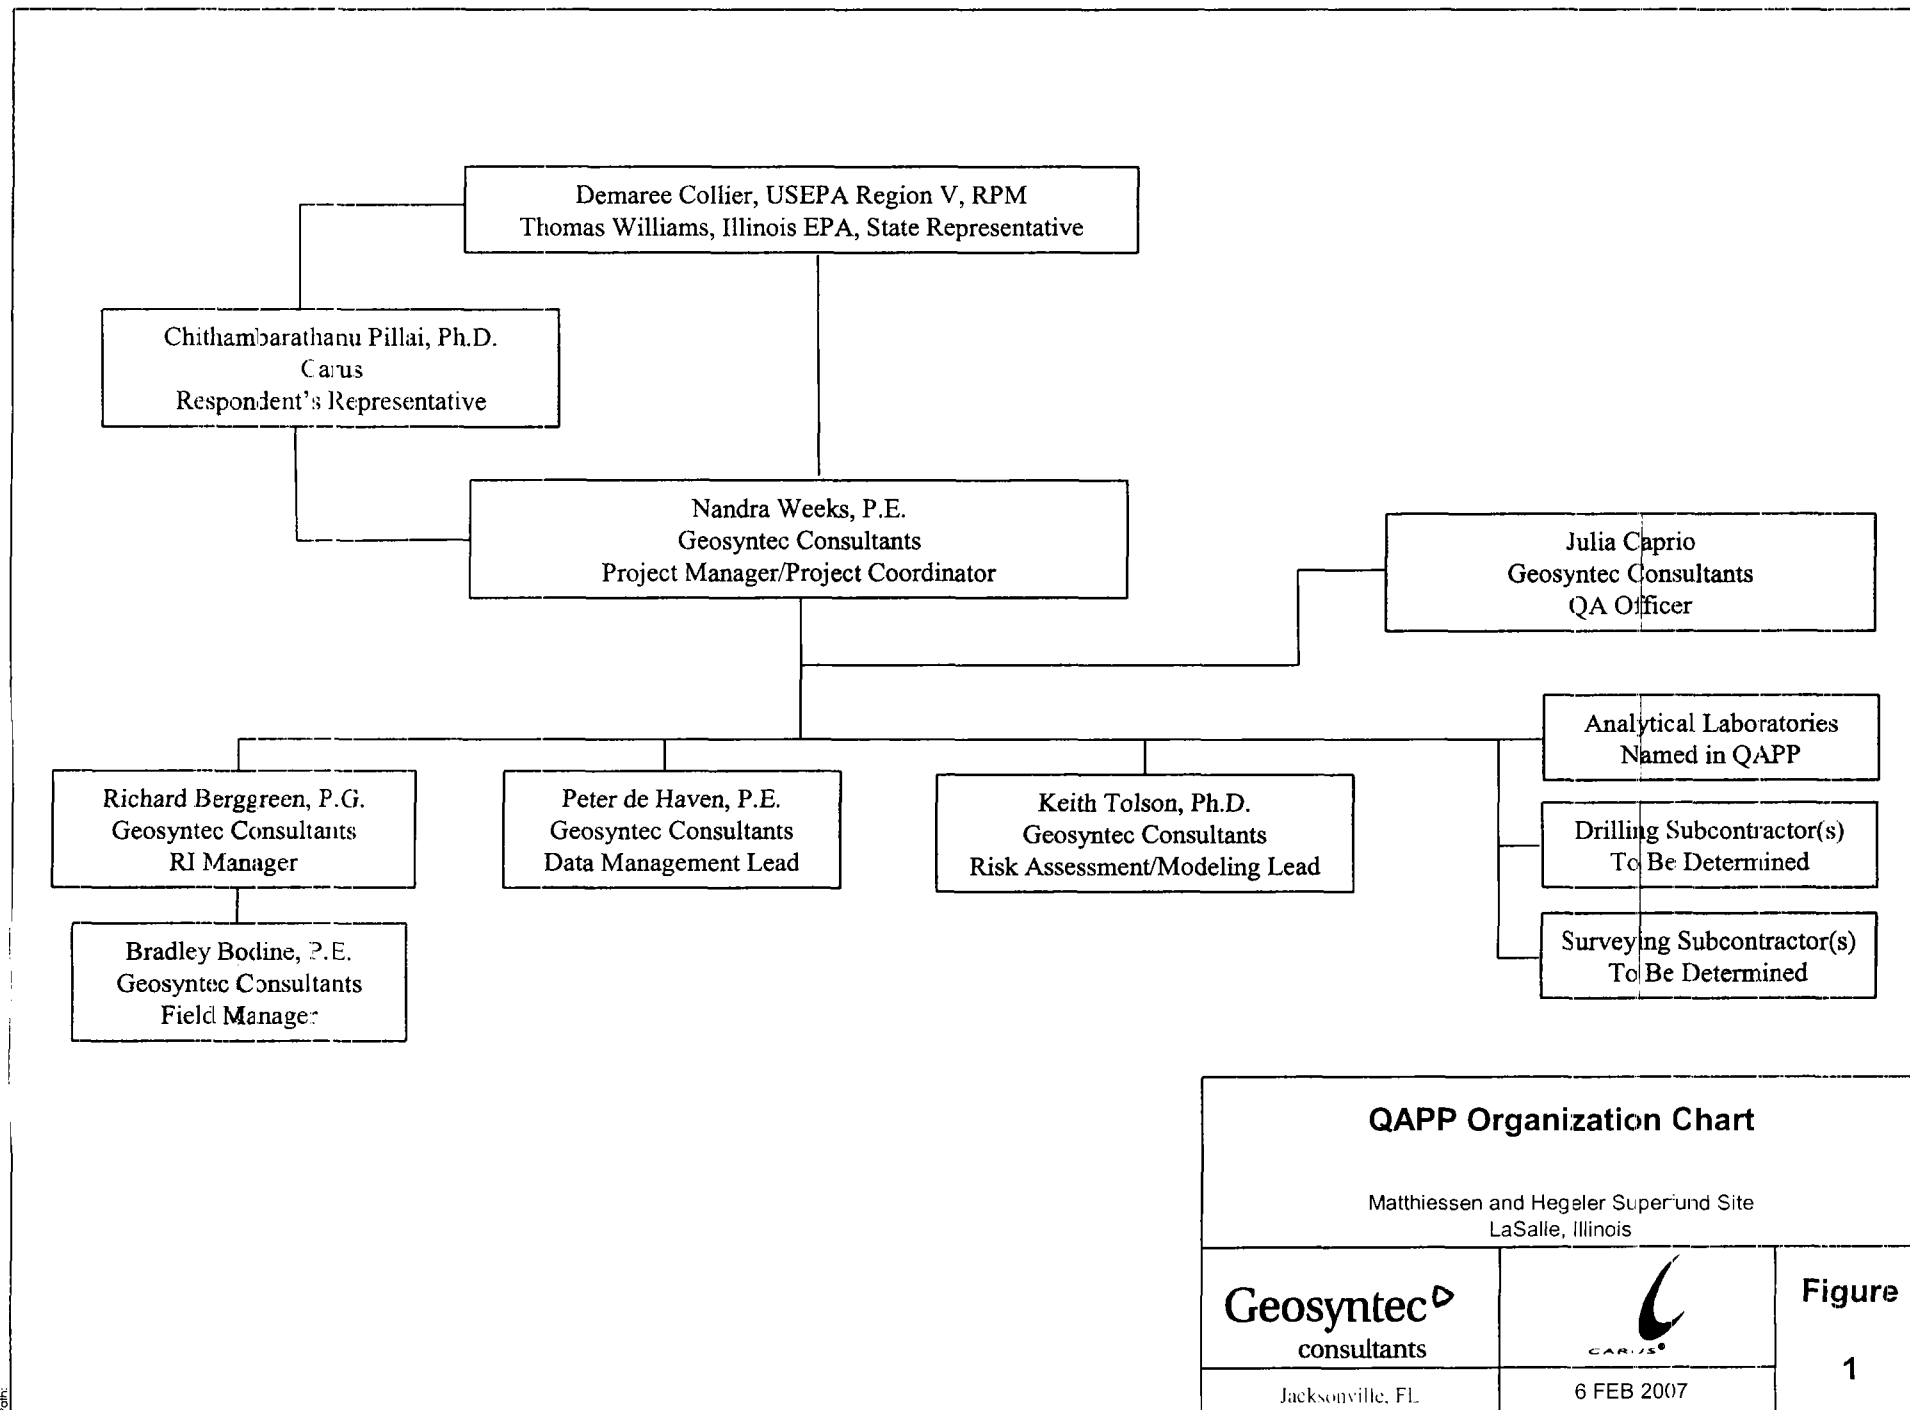 Demaree Collier, USEPA Region V, RPM
Thomas Williams, Illinois EPA, State Representative
Chithambarathanu Pillai, Ph.D.
Carus
Respondent's Representative
Nandra Weeks, P.E.
Geosyntec Consultants
Project Manager/Project Coordinator
Julia Caprio
Geosyntec Consultants
QA Officer
Analytical Laboratories
Named in QAPP
Richard Berggreen, P.G.
Geosyntec Consultants
RI Manager
Peter de Haven, P.E.
Geosyntec Consultants
Data Management Lead
Keith Tolson, Ph.D.
Geosyntec Consultants
Risk Assessment/Modeling Lead
Drilling Subcontractor(s)
To Be Determined
Bradley Bodine, P.E.
Geosyntec Consultants
Field Manager
Surveying Subcontractor(s)
To Be Determined
QAPP Organization Chart
Matthiessen and Hegeler Superfund Site
LaSalle, Illinois
Geosyntec
consultants
CARUS®
Figure
1
Jacksonville, FL
6 FEB 2007
Path: